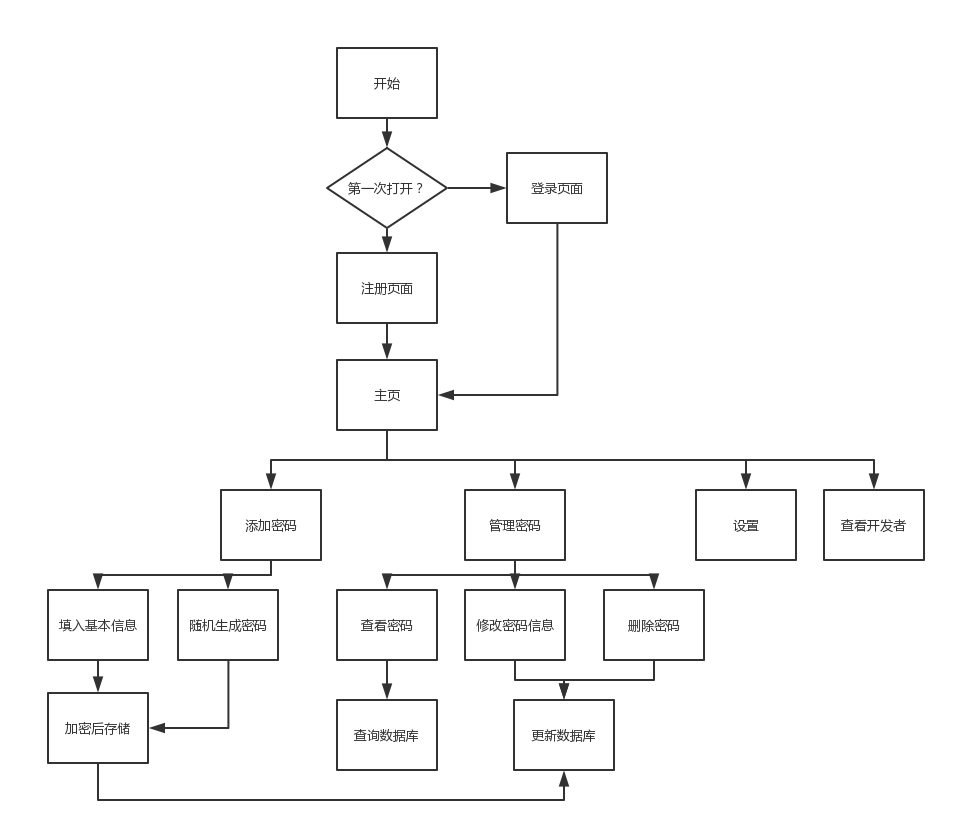 开始
第一次打开？
登录页面
注册页面
主页
添加密码
管理密码
设置
查看开发者
填入基本信息
随机生成密码
查看密码
修改密码信息
删除密码
加密后存储
查询数据库
更新数据库